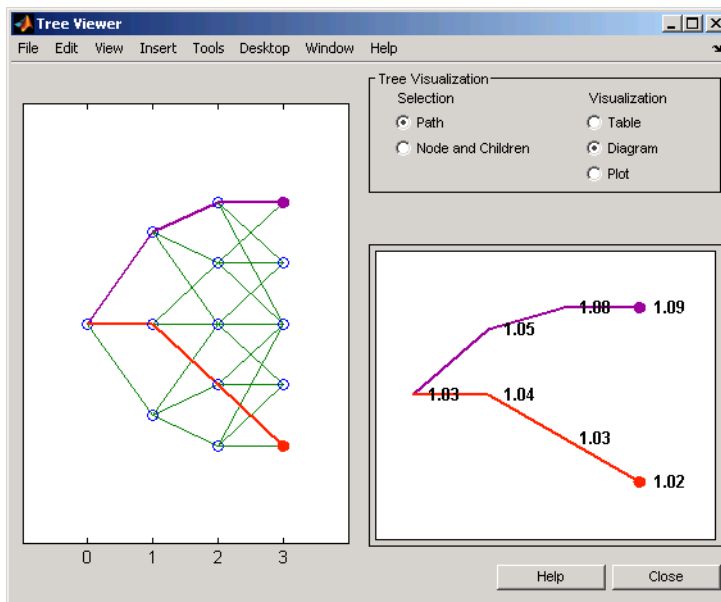 Tree Viewer
File Edit View Insert Tools Desktop Window Help
Tree Visualization
Selection Visualization
Path Table
Node and Children Diagram
Plot
1.08 1.09
1.05
1.03 1.04
1.03
1.02
0 1 2 3
Help Close